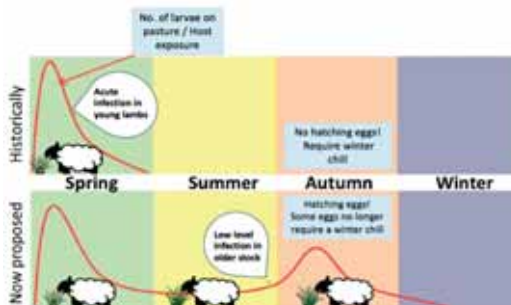 No. of larvae on
pasture / Host
exposure
Historically
Acute
infection in
young lambs
No hatching eggs!
Require winter
chill
Spring
Summer
Autumn
Winter
Now proposed
Low level
infection in
older stock
Hatching eggs!
Some eggs no longer
require a winter chill